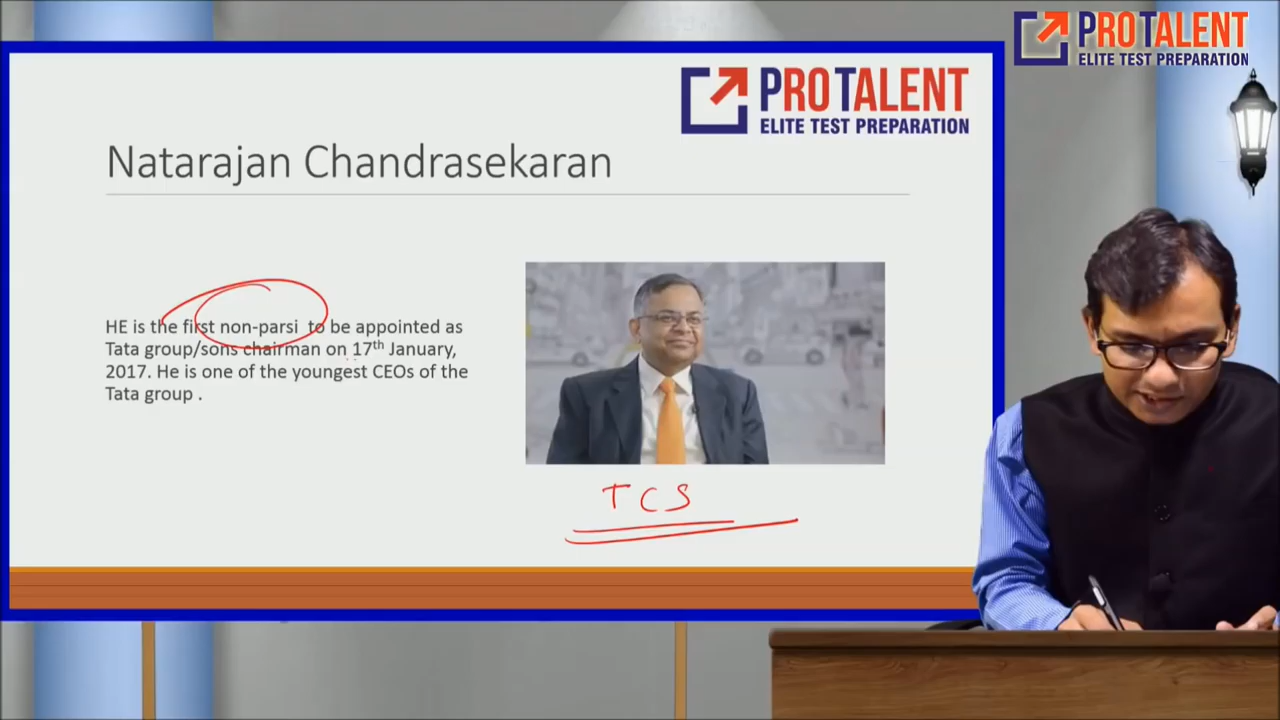 PROTALENT
ELITE TEST PREPARATION
PROTALENT
ELITE TEST PREPARATION
Natarajan Chandrasekaran
HE is the first non-parsi to be appointed as
Tata group/sons chairman on 17th January,
2017. He is one of the youngest CEOs of the
Tata group .
TCS